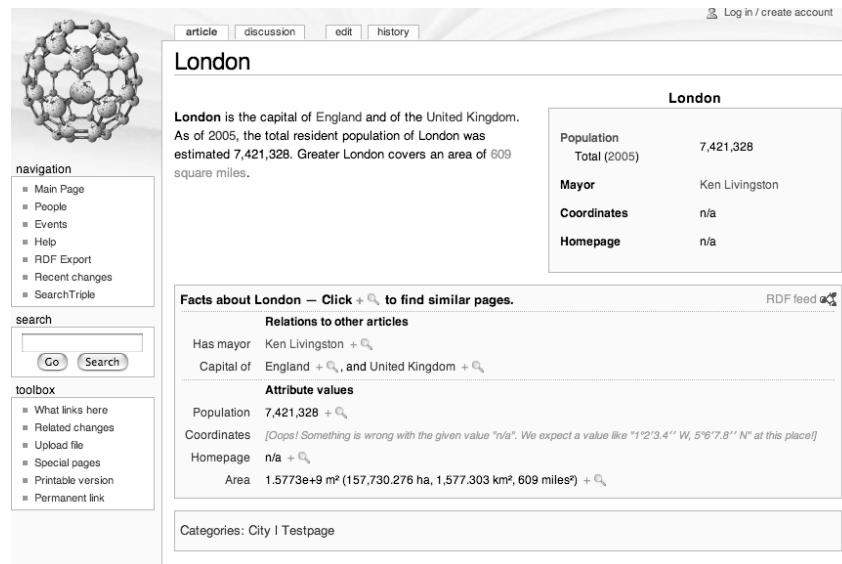 Log in / create account
article discussion edit history
London
London is the capital of England and of the United Kingdom.
As of 2005, the total resident population of London was
estimated 7,421,328. Greater London covers an area of 609
square miles.
London
Population
Total (2005) 7,421,328
Mayor Ken Livingston
Coordinates n/a
Homepage n/a
navigation
Main Page
People
Events
Help
RDF Export
Recent changes
SearchTriple
search
Go Search
toolbox
What links here
Related changes
Upload file
Special pages
Printable version
Permanent link
Facts about London — Click + to find similar pages. RDF feed
Relations to other articles
Has mayor Ken Livingston +
Capital of England + , and United Kingdom +
Attribute values
Population 7,421,328 +
Coordinates [Oops! Something is wrong with the given value "n/a". We expect a value like "1°2′3.4′′ W, 5°6′7.8′′ N" at this place!]
Homepage n/a +
Area 1.5773e+9 m² (157,730.276 ha, 1,577.303 km², 609 miles²) +
Categories: City | Testpage